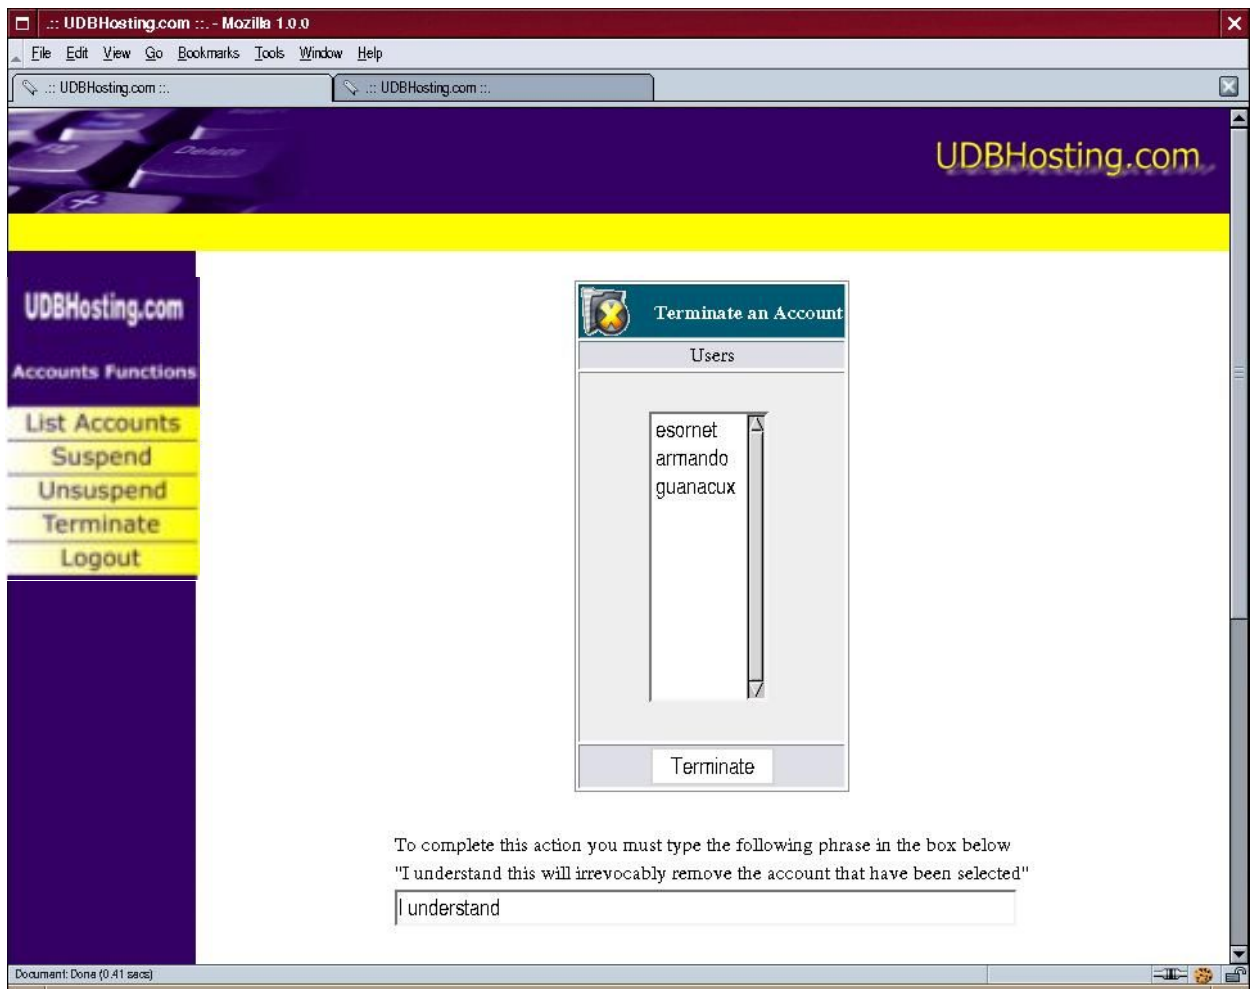 .:: UDBHosting.com ::. - Mozilla 1.0.0
File Edit View Go Bookmarks Tools Window Help
.:: UDBHosting.com ::. .:: UDBHosting.com ::.
F12 Delete
+
UDBHosting.com
UDBHosting.com
Accounts Functions
List Accounts
Suspend
Unsuspend
Terminate
Logout
Terminate an Account
Users
esornet
armando
guanacux
Terminate
To complete this action you must type the following phrase in the box below
"I understand this will irrevocably remove the account that have been selected"
I understand
Document: Done (0.41 secs)